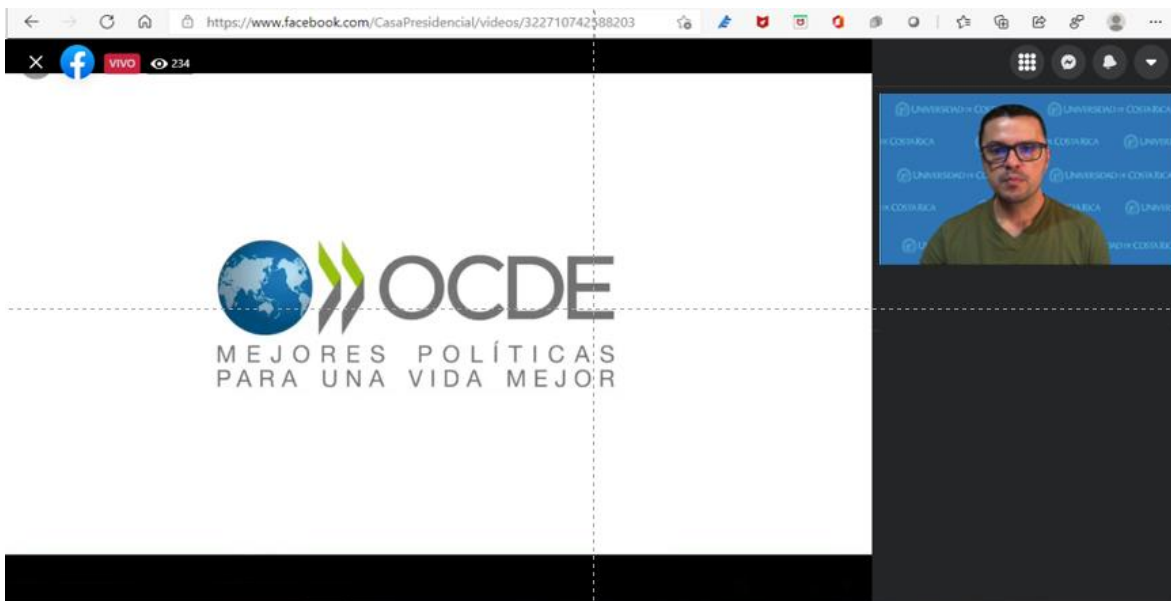 https://www.facebook.com/CasaPresidencial/videos/322710742588203
VIVO 234
OCDE
MEJORES POLÍTICAS
PARA UNA VIDA MEJOR
UNIVERSIDAD DE COSTA RICA